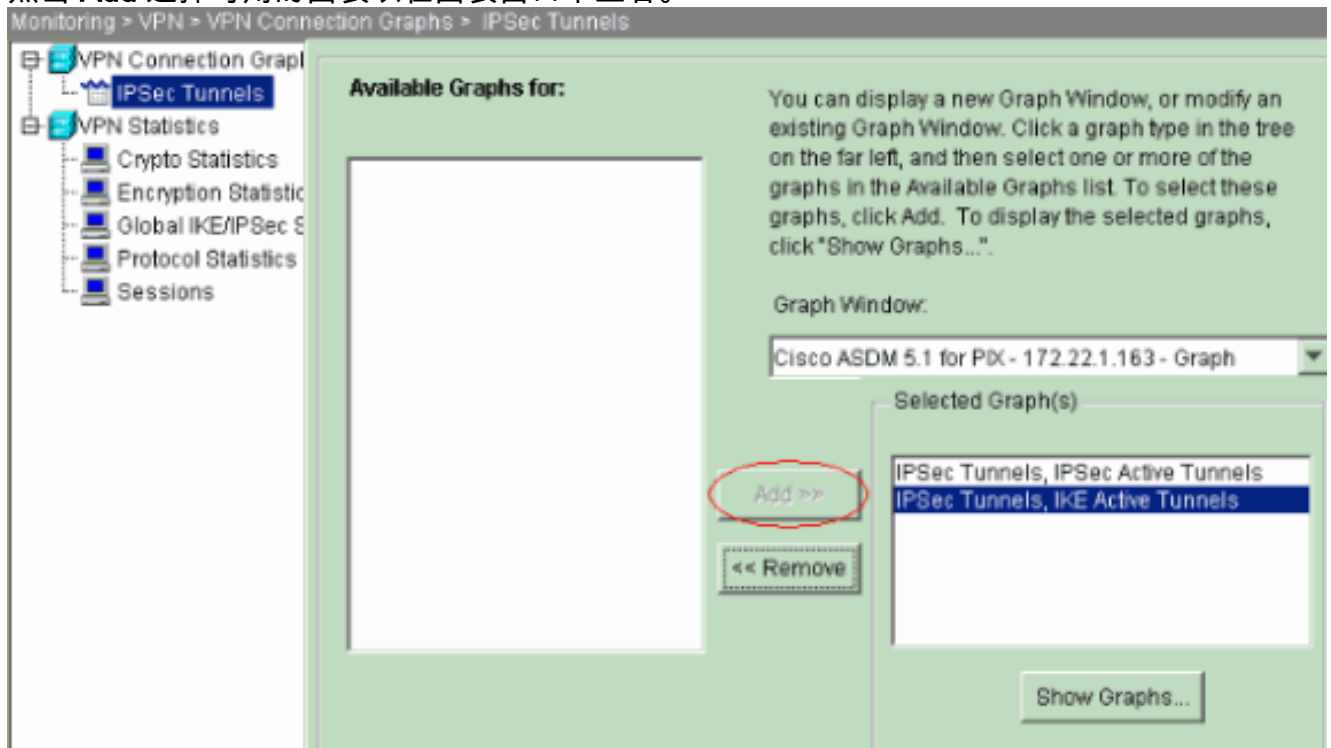 Monitoring > VPN > VPN Connection Graphs > IPSec Tunnels
VPN Connection Grapl
IPSec Tunnels
VPN Statistics
Crypto Statistics
Encryption Statistic
Global IKE/IPSec S
Protocol Statistics
Sessions
Available Graphs for:
You can display a new Graph Window, or modify an
existing Graph Window. Click a graph type in the tree
on the far left, and then select one or more of the
graphs in the Available Graphs list. To select these
graphs, click Add. To display the selected graphs,
click "Show Graphs...".
Graph Window:
Cisco ASDM 5.1 for PIX - 172.22.1.163 - Graph
Selected Graph(s)
IPSec Tunnels, IPSec Active Tunnels
IPSec Tunnels, IKE Active Tunnels
Add >>
<< Remove
Show Graphs...